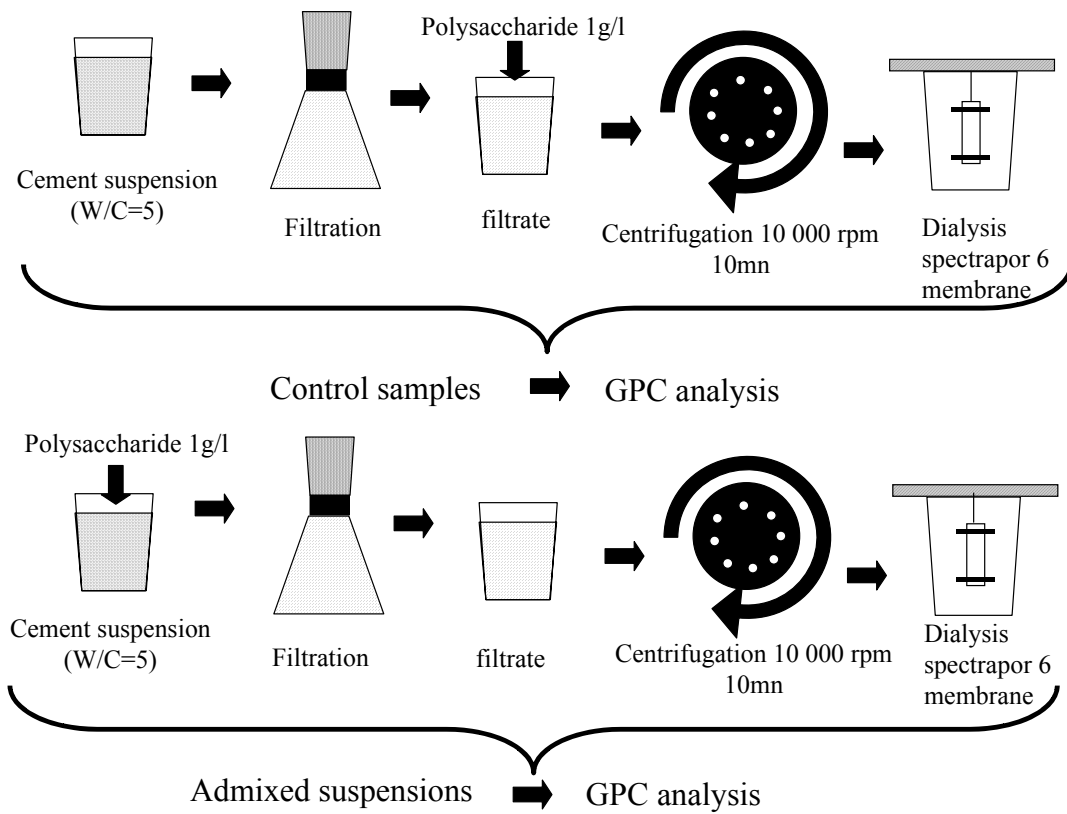 Polysaccharide 1g/l
Cement suspension
(W/C=5)
Filtration
filtrate
Centrifugation 10 000 rpm
10mn
Dialysis
spectrapor 6
membrane
Control samples
GPC analysis
Polysaccharide 1g/l
Cement suspension
(W/C=5)
Filtration
filtrate
Centrifugation 10 000 rpm
10mn
Dialysis
spectrapor 6
membrane
Admixed suspensions
GPC analysis